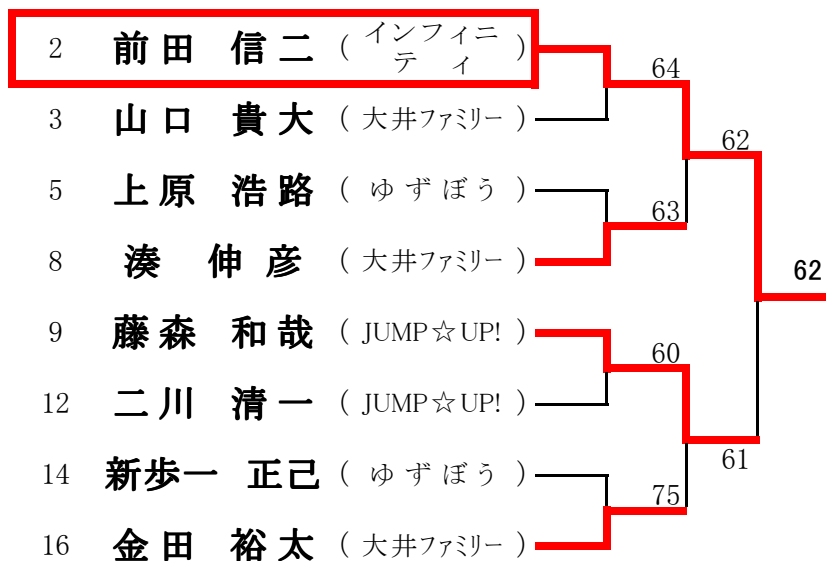 2 前田 信二 ( インフィニティ )
64
3 山口 貴大 ( 大井ファミリー )
62
5 上原 浩路 ( ゆずぼう )
63
8 湊 伸彦 ( 大井ファミリー )
62
9 藤森 和哉 ( JUMP☆UP! )
60
12 二川 清一 ( JUMP☆UP! )
61
14 新歩一 正己 ( ゆずぼう )
75
16 金田 裕太 ( 大井ファミリー )